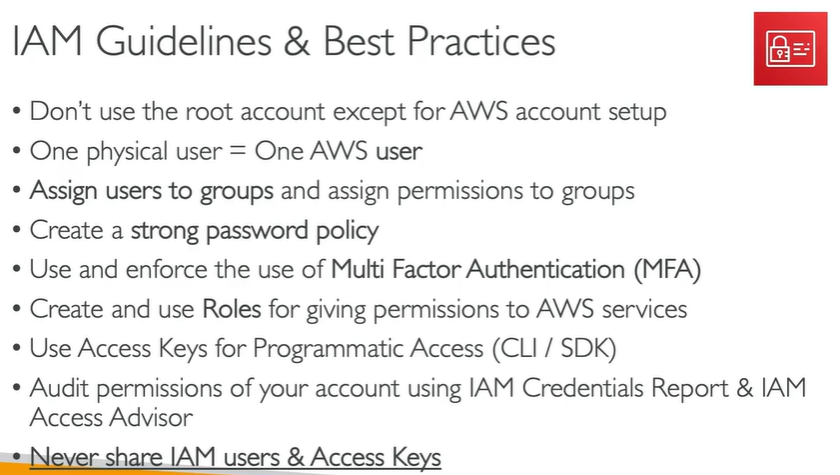 IAM Guidelines & Best Practices
• Don't use the root account except for AWS account setup
• One physical user = One AWS user
• Assign users to groups and assign permissions to groups
• Create a strong password policy
• Use and enforce the use of Multi Factor Authentication (MFA)
• Create and use Roles for giving permissions to AWS services
• Use Access Keys for Programmatic Access (CLI / SDK)
• Audit permissions of your account using IAM Credentials Report & IAM
Access Advisor
• Never share IAM users & Access Keys